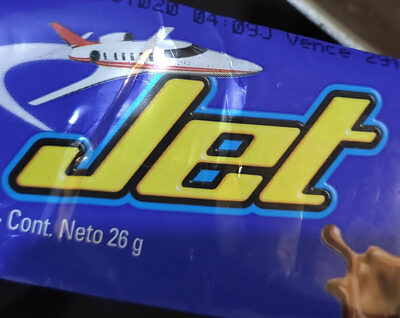 04:09J Vence
Jet
Cont. Neto 26 g